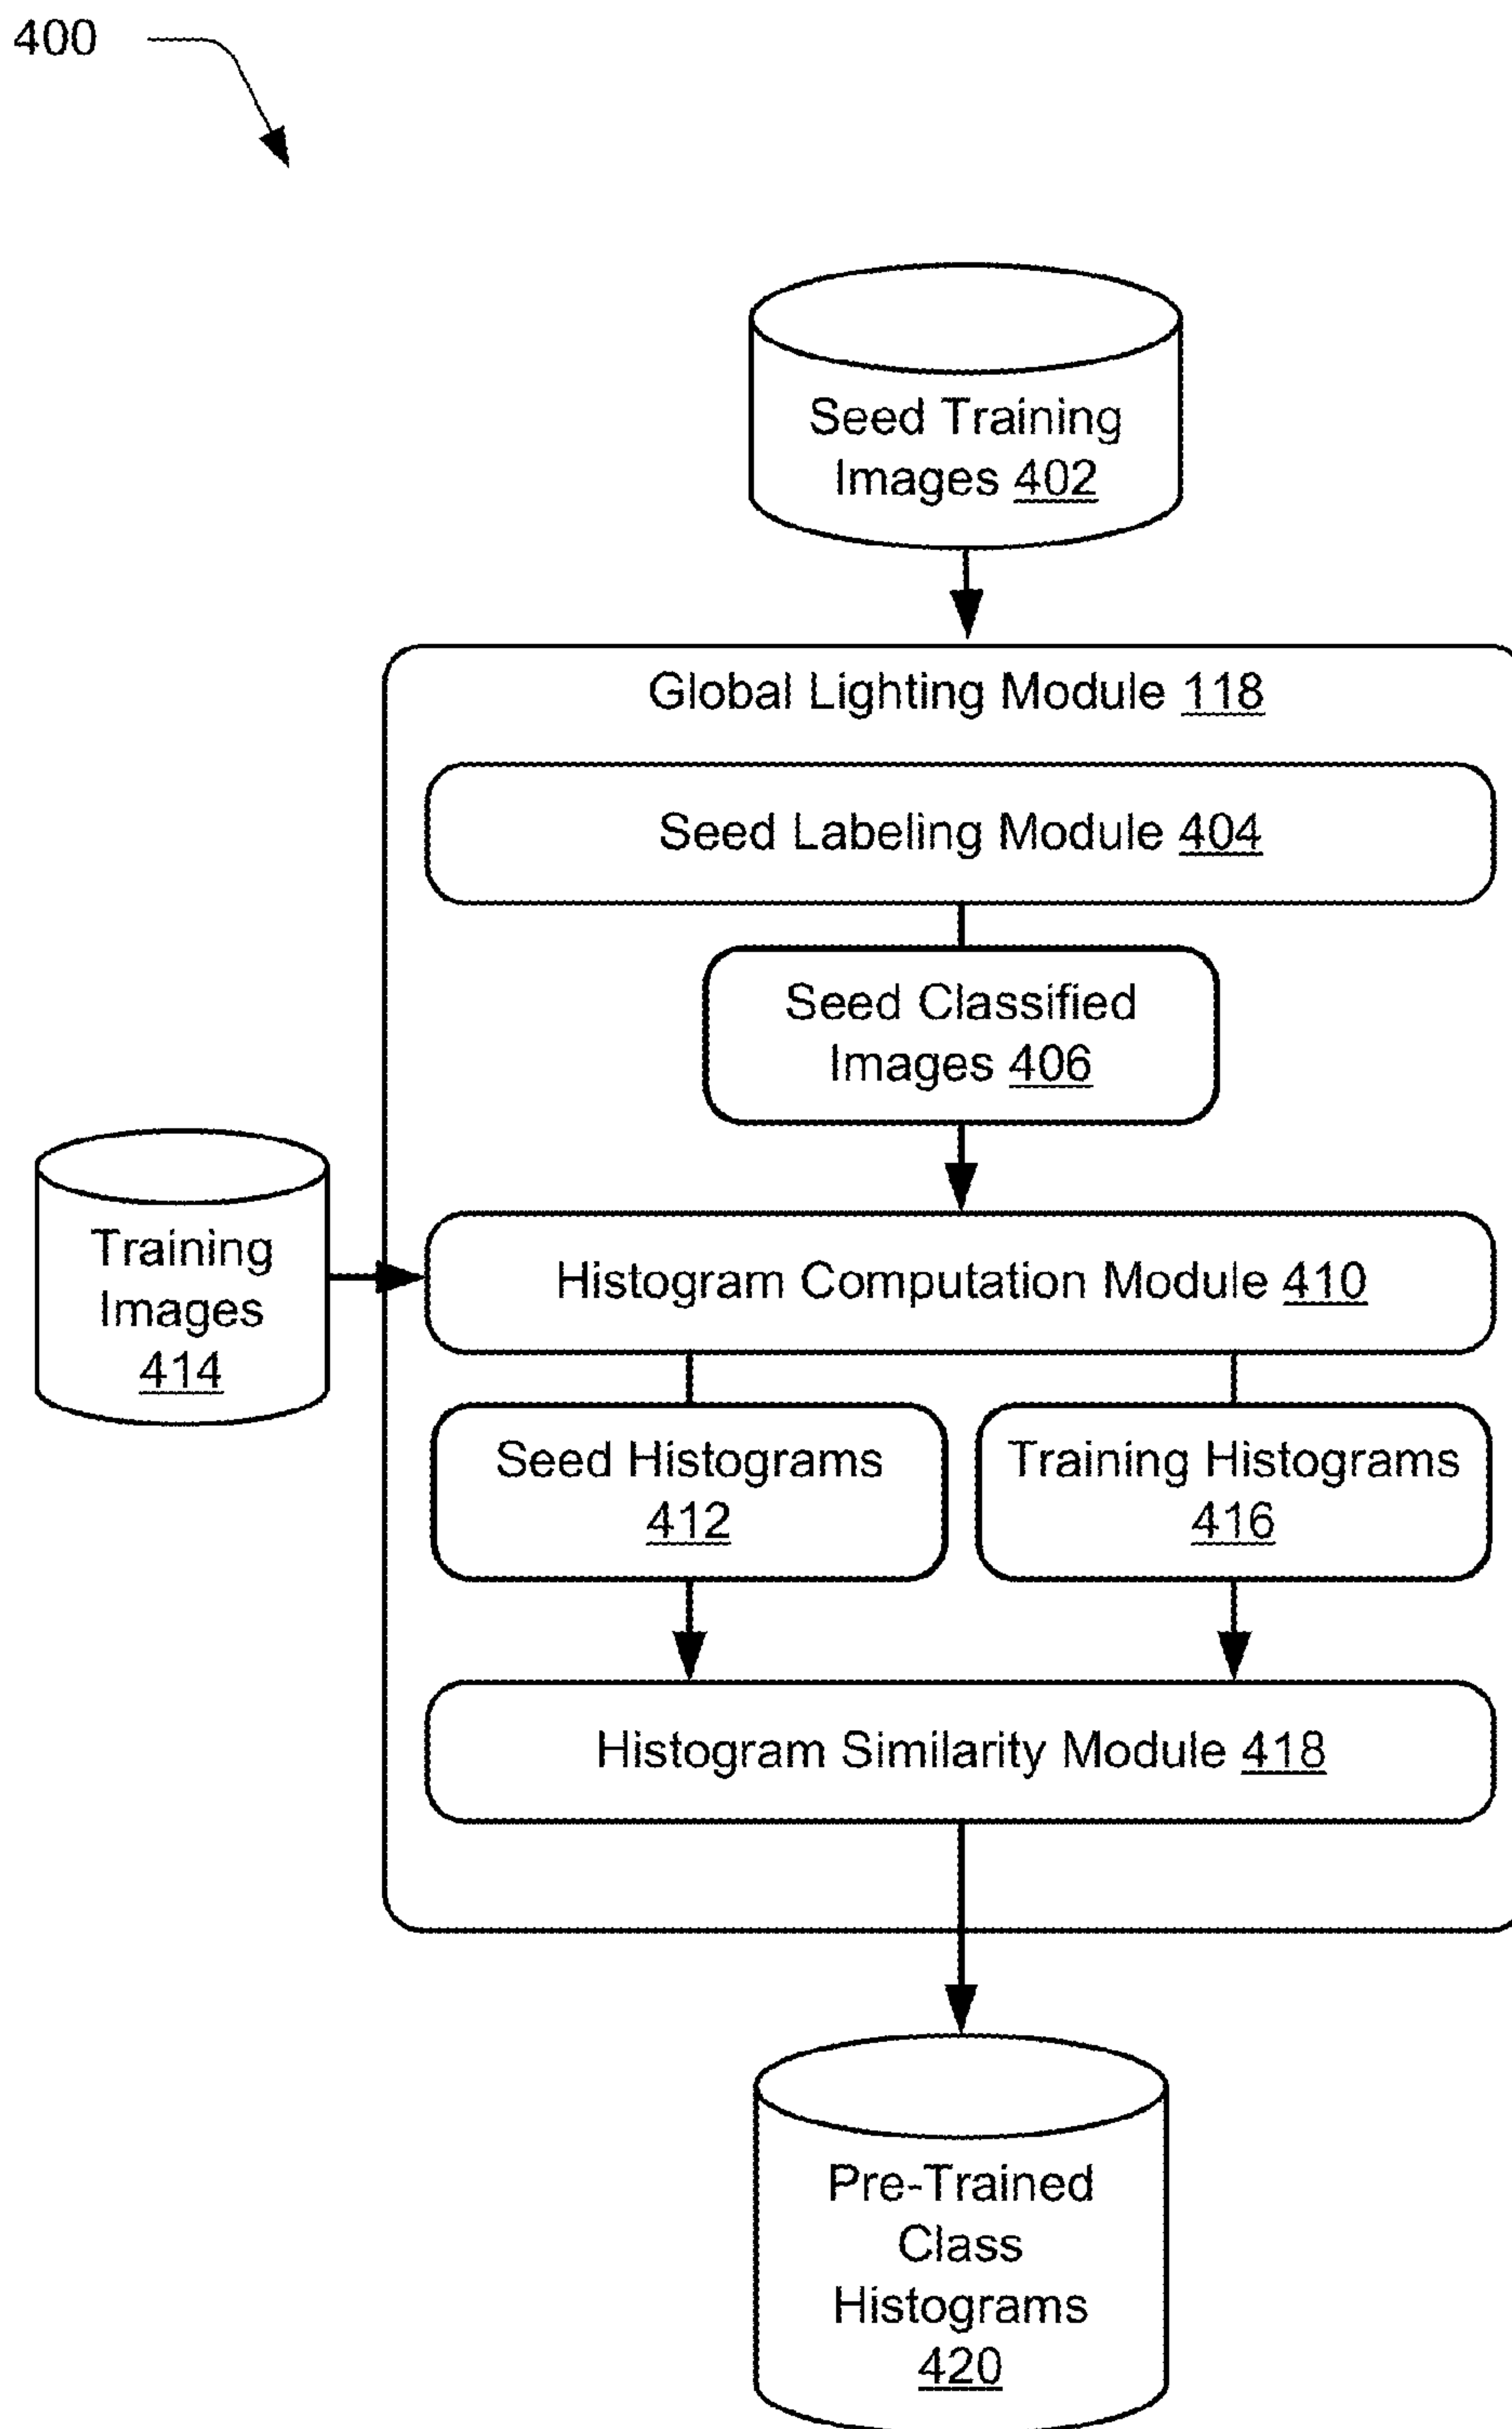 400
Seed Training
Images 402
Global Lighting Module 118
Seed Labeling Module 404
Seed Classified
Images 406
Training
Images
414
Histogram Computation Module 410
Seed Histograms
412
Training Histograms
416
Histogram Similarity Module 418
Pre-Trained
Class
Histograms
420